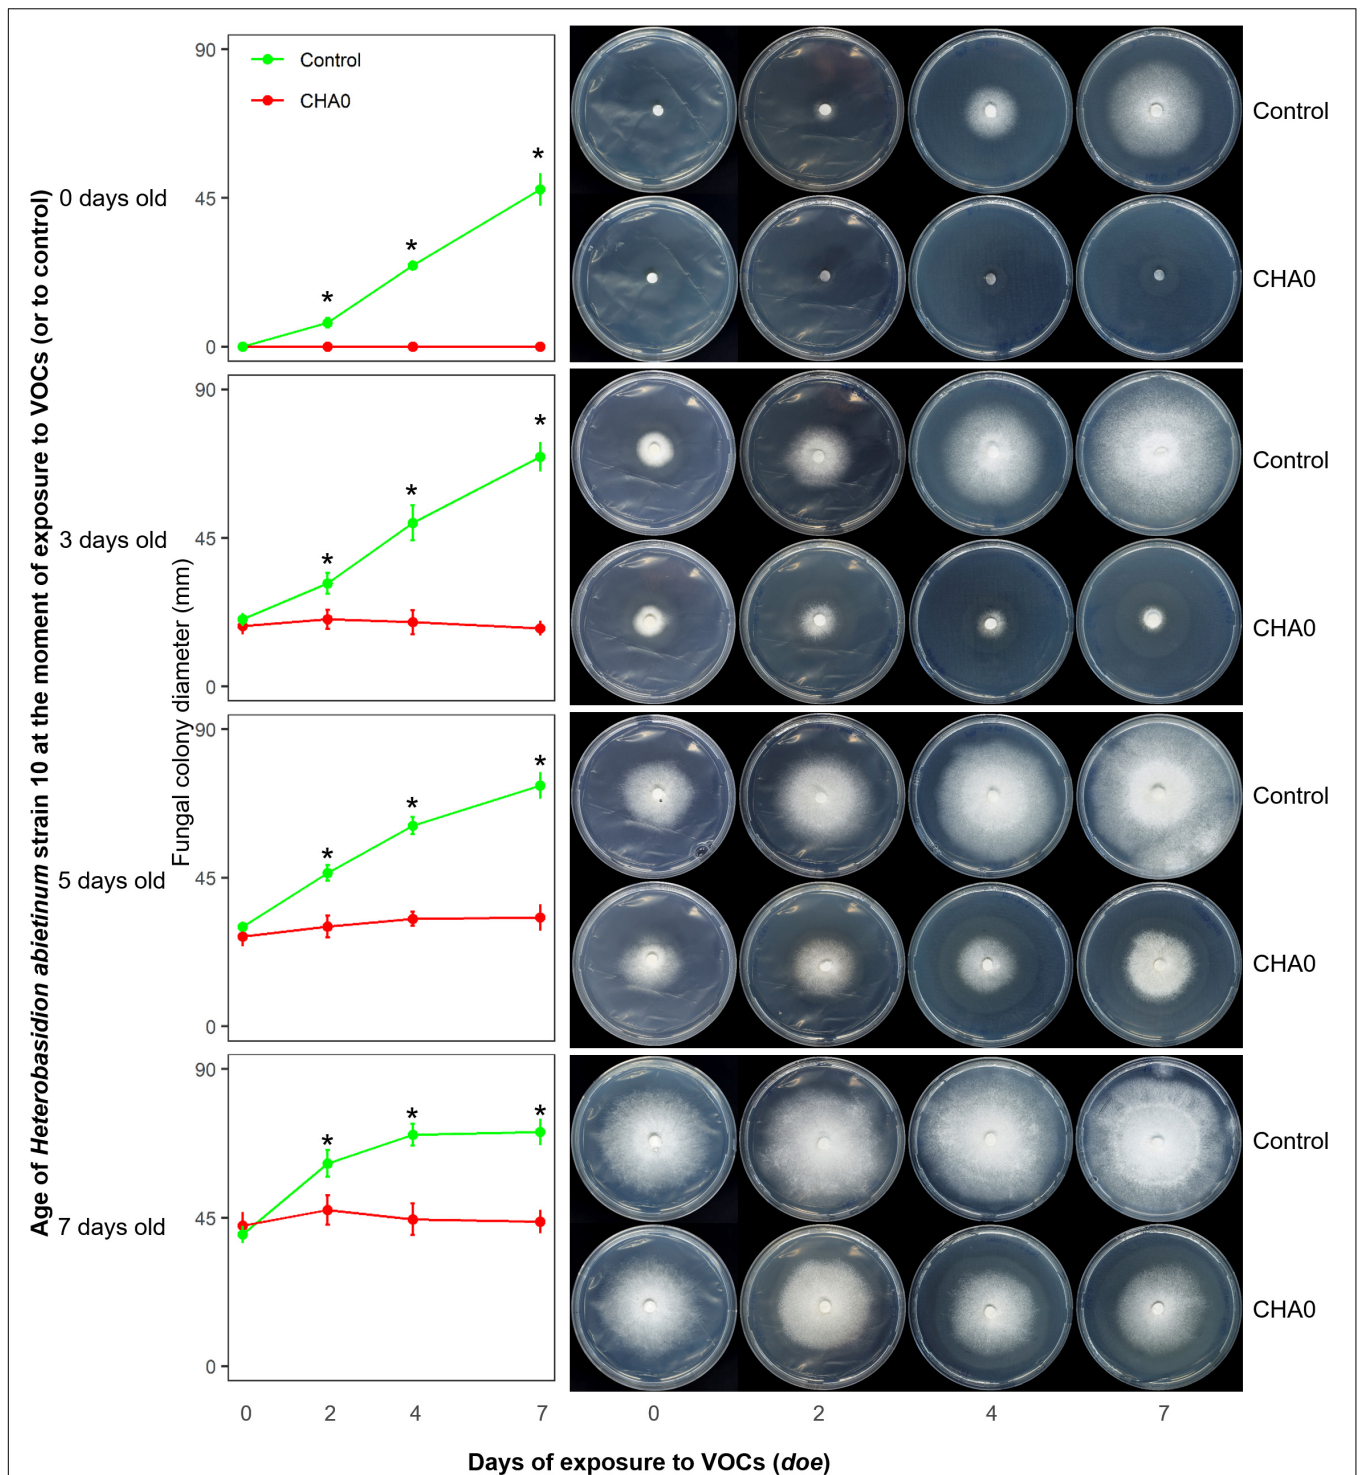 Age of Heterobasidion abietinum strain 10 at the moment of exposure to VOCs (or to control)
Fungal colony diameter (mm)
0 days old
90
45
0
Control
CHA0
*
*
*
Control
CHA0
3 days old
90
45
0
*
*
*
Control
CHA0
5 days old
90
45
0
*
*
*
Control
CHA0
7 days old
90
45
0
*
*
*
Control
CHA0
0 2 4 7 0 2 4 7
Days of exposure to VOCs (doe)